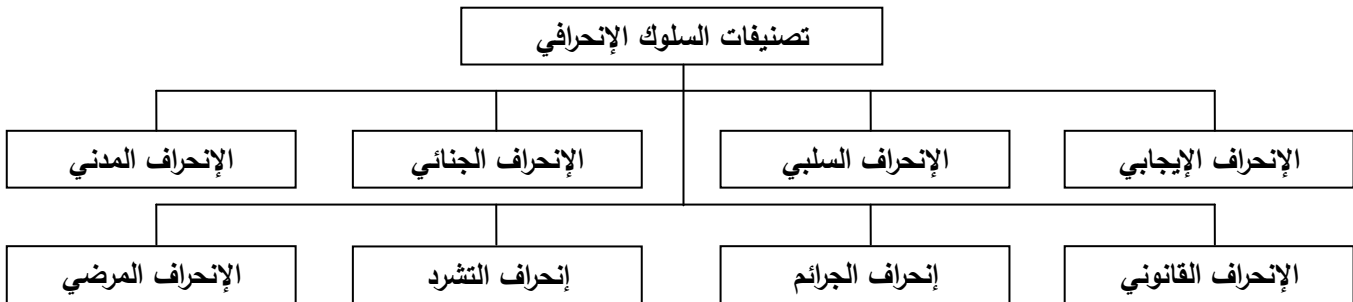 تصنيفات السلوك الإنحرافي
الإنحراف الإيجابي
الإنحراف السلبي
الإنحراف الجنائي
الإنحراف المدني
الإنحراف القانوني
إنحراف الجرائم
إنحراف التشرد
الإنحراف المرضي